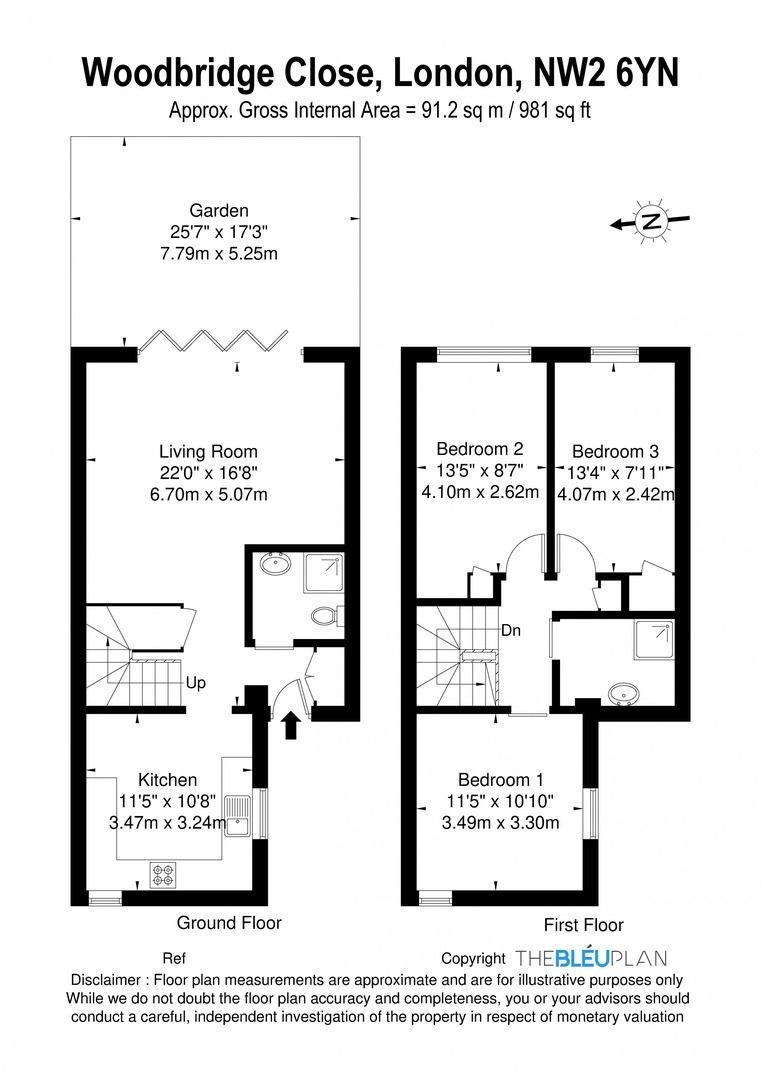 Woodbridge Close, London, NW2 6YN
Approx. Gross Internal Area = 91.2 sq m / 981 sq ft
Garden
25'7" x 17'3"
7.79m x 5.25m
N
Living Room
22'0" x 16'8"
6.70m x 5.07m
Up
Kitchen
11'5" x 10'8"
3.47m x 3.24m
Ground Floor
Bedroom 2
13'5" x 8'7"
4.10m x 2.62m
Bedroom 3
13'4" x 7'11"
4.07m x 2.42m
Dn
Bedroom 1
11'5" x 10'10"
3.49m x 3.30m
First Floor
Ref
Copyright THEBLÉUPLAN
Disclaimer : Floor plan measurements are approximate and are for illustrative purposes only
While we do not doubt the floor plan accuracy and completeness, you or your advisors should
conduct a careful, independent investigation of the property in respect of monetary valuation